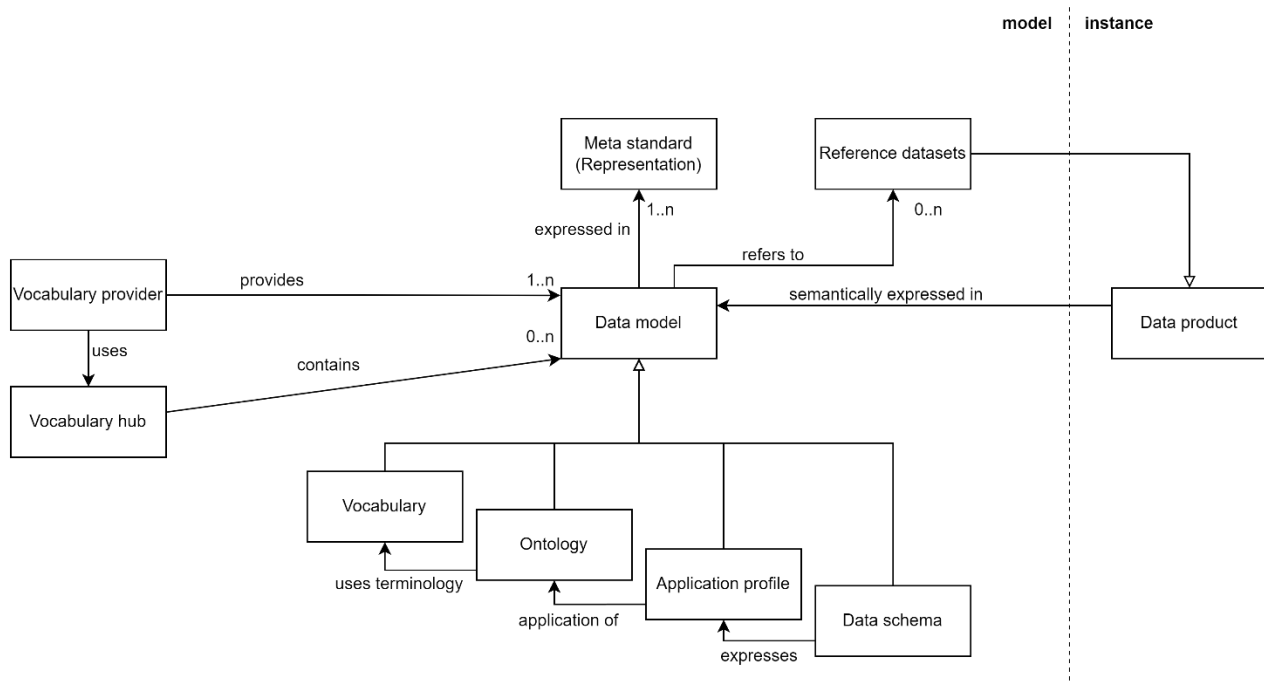 model
instance
Meta standard
(Representation)
Reference datasets
1..n
0..n
expressed in
refers to
Vocabulary provider
provides
1..n
semantically expressed in
Data model
Data product
0..n
uses
contains
Vocabulary hub
Vocabulary
Ontology
uses terminology
Application profile
application of
Data schema
expresses